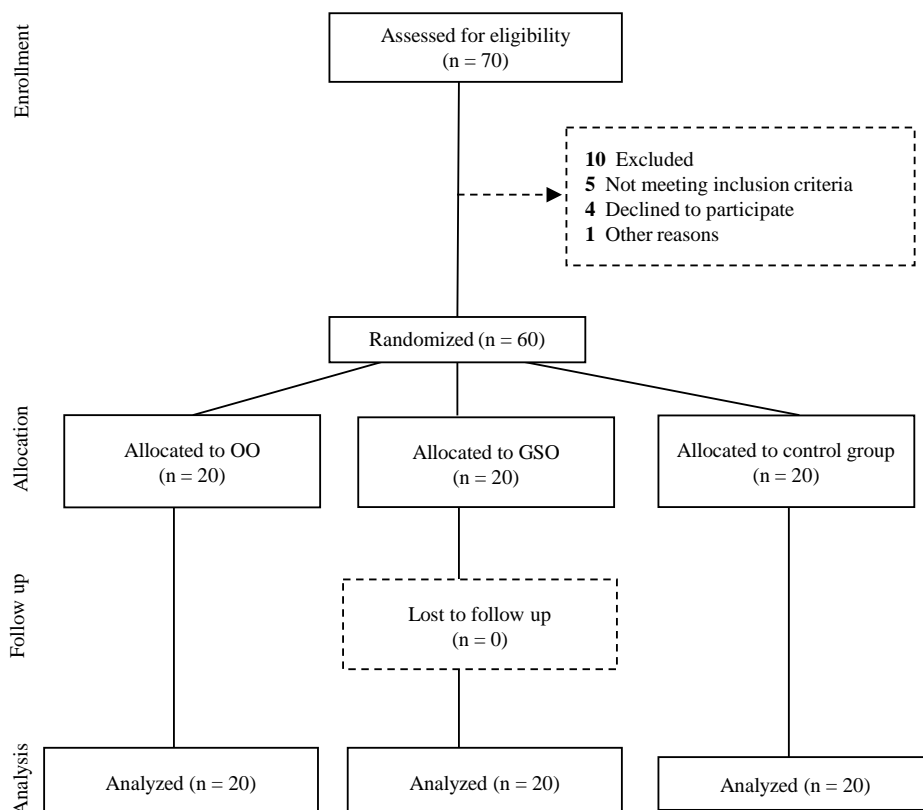 Enrollment
Assessed for eligibility
(n = 70)
10 Excluded
5 Not meeting inclusion criteria
4 Declined to participate
1 Other reasons
Randomized (n = 60)
Allocation
Allocated to OO
(n = 20)
Allocated to GSO
(n = 20)
Allocated to control group
(n = 20)
Follow up
Lost to follow up
(n = 0)
Analysis
Analyzed (n = 20)
Analyzed (n = 20)
Analyzed (n = 20)